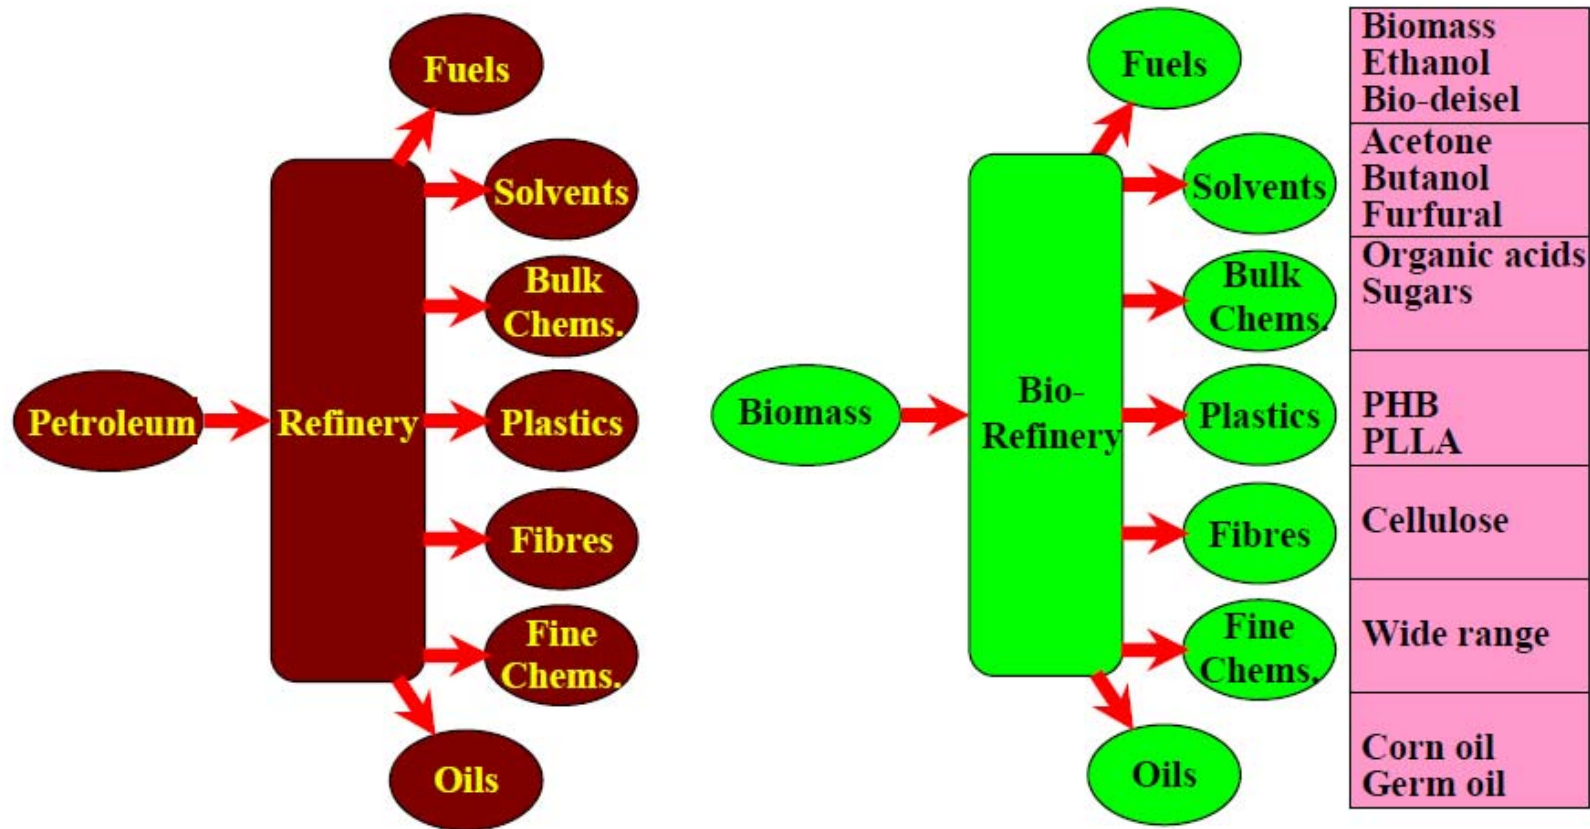 Fuels
Solvents
Bulk
Chems.
Petroleum
Refinery
Plastics
Fibres
Fine
Chems.
Oils
Fuels
Solvents
Bulk
Chems.
Biomass
Bio-
Refinery
Plastics
Fibres
Fine
Chems.
Oils
Biomass
Ethanol
Bio-deisel
Acetone
Butanol
Furfural
Organic acids
Sugars
PHB
PLLA
Cellulose
Wide range
Corn oil
Germ oil